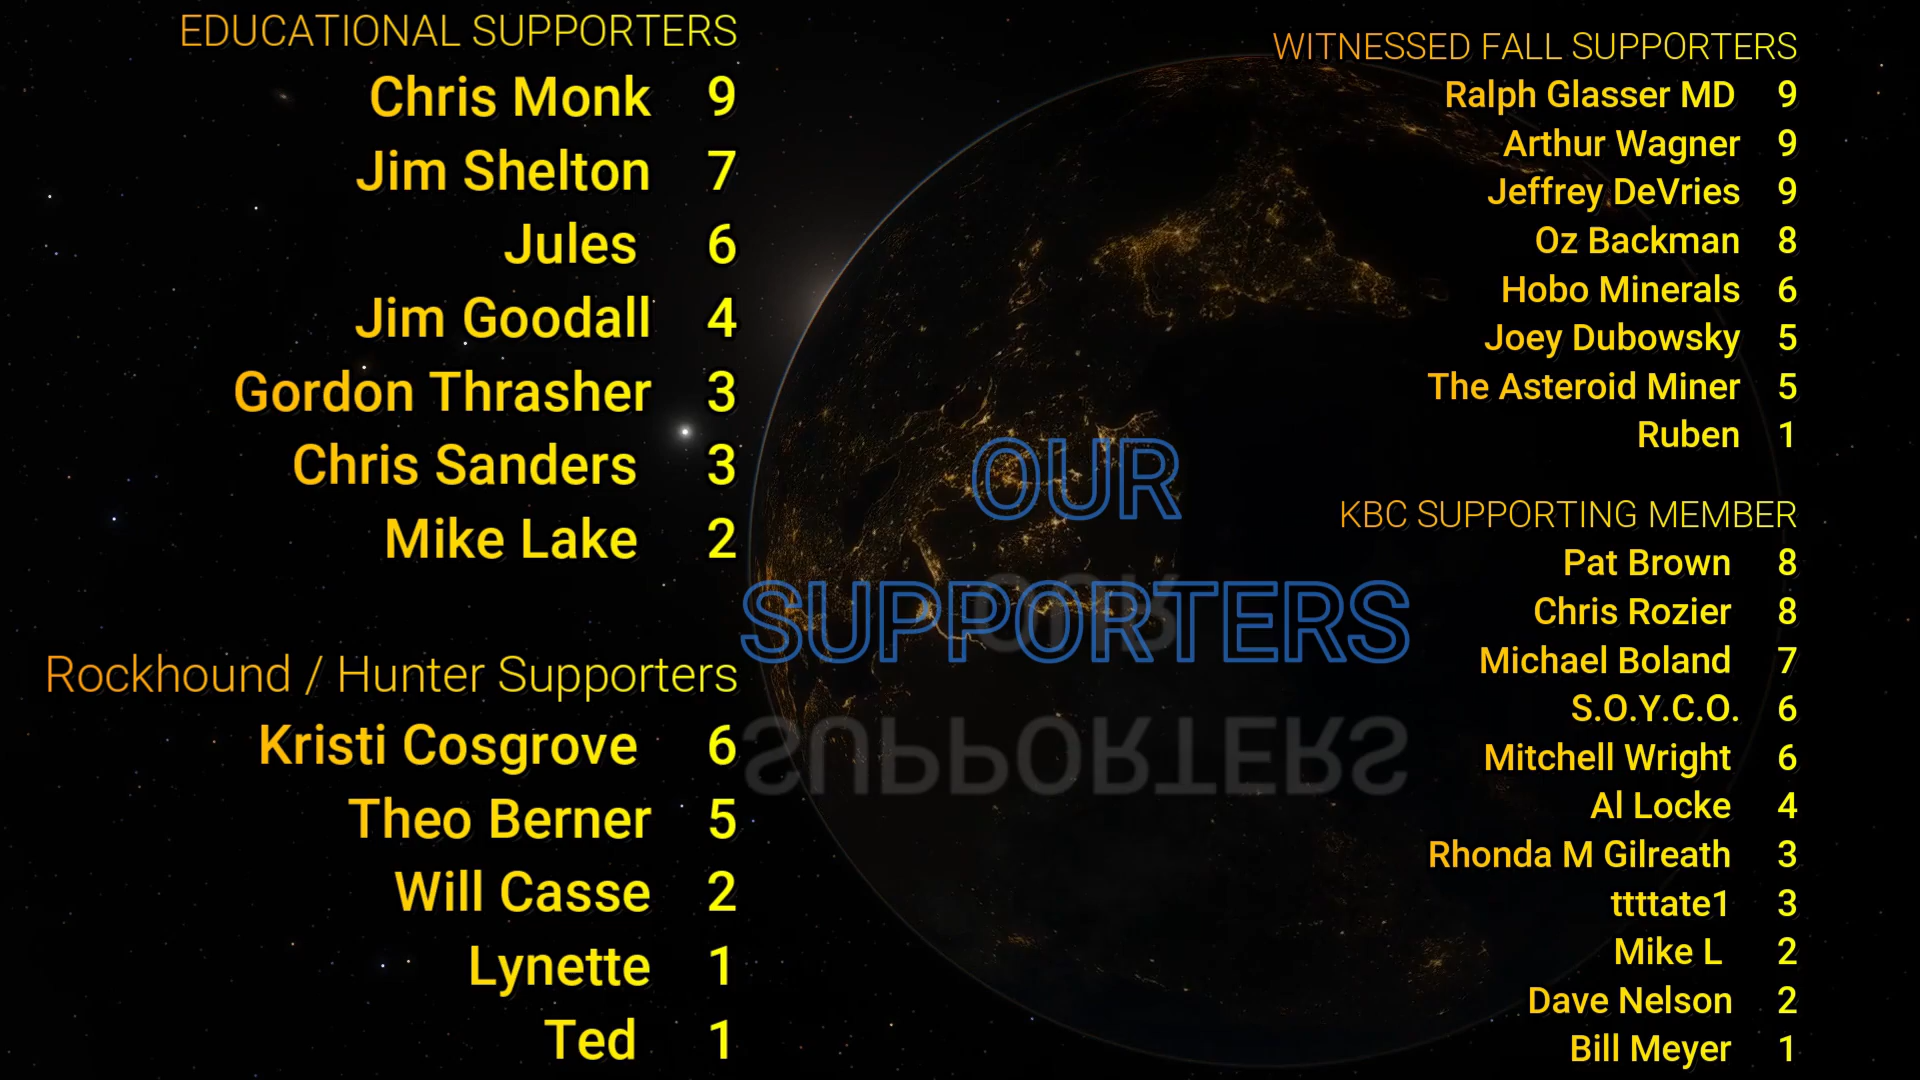 EDUCATIONAL SUPPORTERS
Chris Monk 9
Jim Shelton 7
Jules 6
Jim Goodall 4
Gordon Thrasher 3
Chris Sanders 3
Mike Lake 2
Rockhound / Hunter Supporters
Kristi Cosgrove 6
Theo Berner 5
Will Casse 2
Lynette 1
Ted 1
OUR
SUPPORTERS
WITNESSED FALL SUPPORTERS
Ralph Glasser MD 9
Arthur Wagner 9
Jeffrey DeVries 9
Oz Backman 8
Hobo Minerals 6
Joey Dubowsky 5
The Asteroid Miner 5
Ruben 1
KBC SUPPORTING MEMBER
Pat Brown 8
Chris Rozier 8
Michael Boland 7
S.O.Y.C.O. 6
Mitchell Wright 6
Al Locke 4
Rhonda M Gilreath 3
ttttate1 3
Mike L 2
Dave Nelson 2
Bill Meyer 1